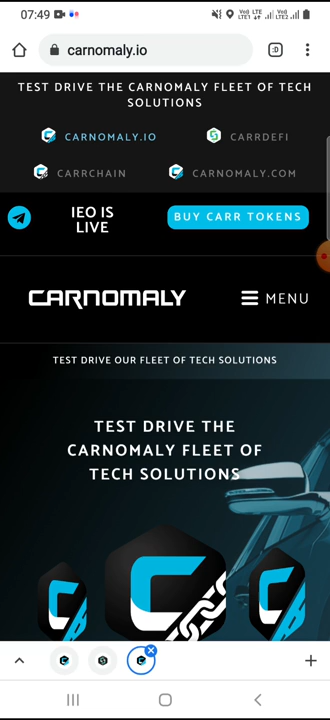 07:49
Vo) LTE
LTE1
Vo) LTE2
carnomaly.io
:D
TEST DRIVE THE CARNOMALY FLEET OF TECH
SOLUTIONS
CARNOMALY.IO
CARRDEFI
CARRCHAIN
CARNOMALY.COM
IEO IS
LIVE
BUY CARR TOKENS
CARNOMALY
MENU
TEST DRIVE OUR FLEET OF TECH SOLUTIONS
TEST DRIVE THE
CARNOMALY FLEET OF
TECH SOLUTIONS